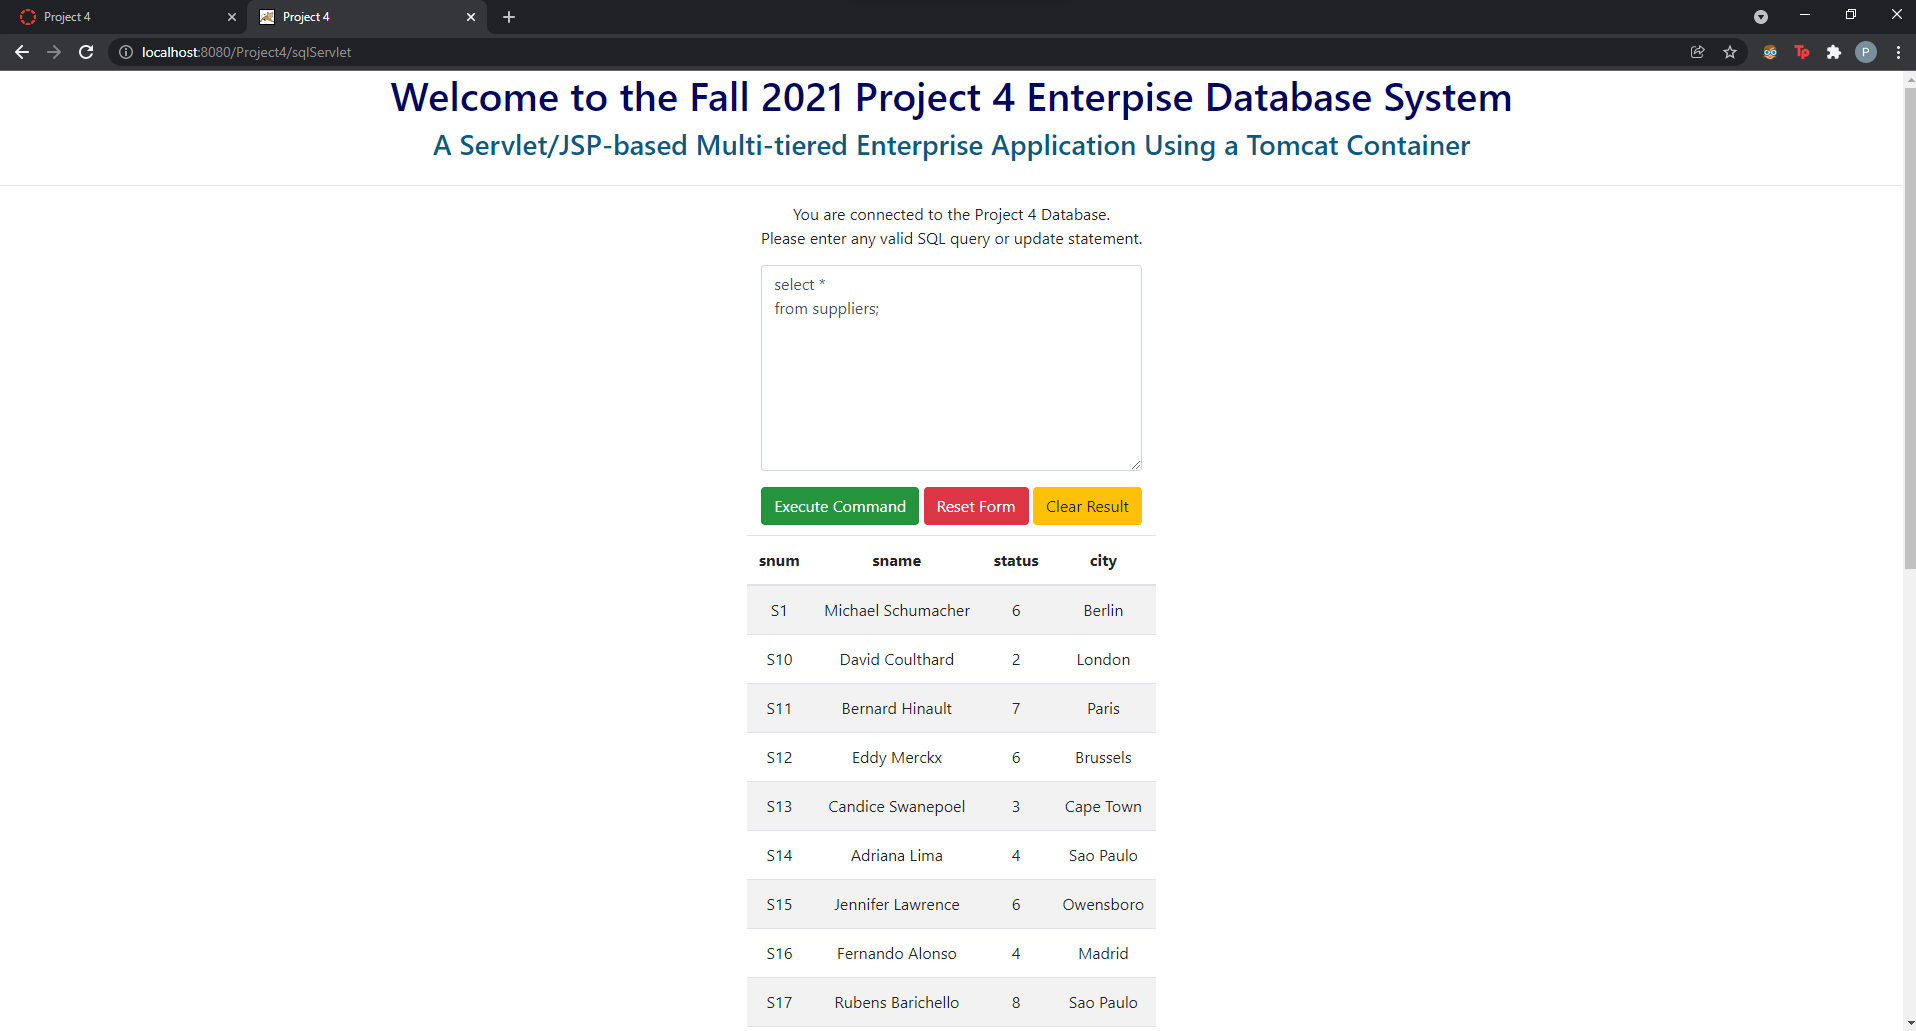 Project 4
Project 4
localhost:8080/Project4/sqlServlet
Tp
P
Welcome to the Fall 2021 Project 4 Enterpise Database System
A Servlet/JSP-based Multi-tiered Enterprise Application Using a Tomcat Container
You are connected to the Project 4 Database.
Please enter any valid SQL query or update statement.
select *
from suppliers;
Execute Command Reset Form Clear Result
snum sname status city
S1 Michael Schumacher 6 Berlin
S10 David Coulthard 2 London
S11 Bernard Hinault 7 Paris
S12 Eddy Merckx 6 Brussels
S13 Candice Swanepoel 3 Cape Town
S14 Adriana Lima 4 Sao Paulo
S15 Jennifer Lawrence 6 Owensboro
S16 Fernando Alonso 4 Madrid
S17 Rubens Barichello 8 Sao Paulo